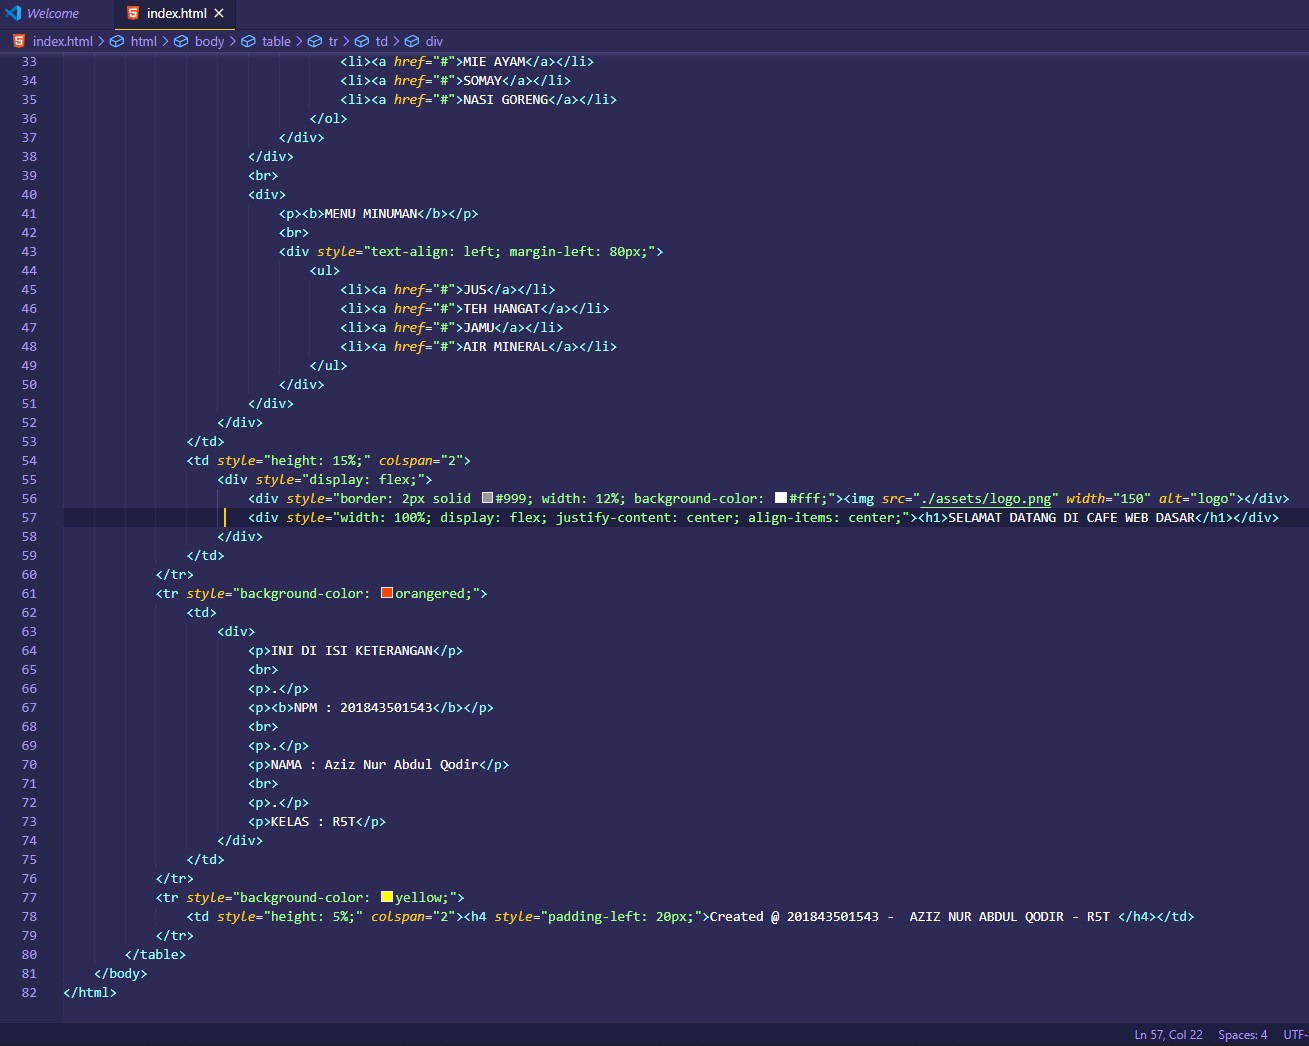 Welcome
index.html
index.html > html > body > table > tr > td > div
33 <li><a href="#">MIE AYAM</a></li>
34 <li><a href="#">SOMAY</a></li>
35 <li><a href="#">NASI GORENG</a></li>
36 </ol>
37 </div>
38 </div>
39 <br>
40 <div>
41 <p><b>MENU MINUMAN</b></p>
42 <br>
43 <div style="text-align: left; margin-left: 80px;">
44 <ul>
45 <li><a href="#">JUS</a></li>
46 <li><a href="#">TEH HANGAT</a></li>
47 <li><a href="#">JAMU</a></li>
48 <li><a href="#">AIR MINERAL</a></li>
49 </ul>
50 </div>
51 </div>
52 </div>
53 </td>
54 <td style="height: 15%;" colspan="2">
55 <div style="display: flex;">
56 <div style="border: 2px solid #999; width: 12%; background-color: #fff;"><img src="./assets/logo.png" width="150" alt="logo"></div>
57 <div style="width: 100%; display: flex; justify-content: center; align-items: center;"><h1>SELAMAT DATANG DI CAFE WEB DASAR</h1></div>
58 </div>
59 </td>
60 </tr>
61 <tr style="background-color: orangered;">
62 <td>
63 <div>
64 <p>INI DI ISI KETERANGAN</p>
65 <br>
66 <p>.</p>
67 <p><b>NPM : 201843501543</b></p>
68 <br>
69 <p>.</p>
70 <p>NAMA : Aziz Nur Abdul Qodir</p>
71 <br>
72 <p>.</p>
73 <p>KELAS : R5T</p>
74 </div>
75 </td>
76 </tr>
77 <tr style="background-color: yellow;">
78 <td style="height: 5%;" colspan="2"><h4 style="padding-left: 20px;">Created @ 201843501543 -  AZIZ NUR ABDUL QODIR - R5T </h4></td>
79 </tr>
80 </table>
81 </body>
82 </html>
Ln 57, Col 22 Spaces: 4 UTF-